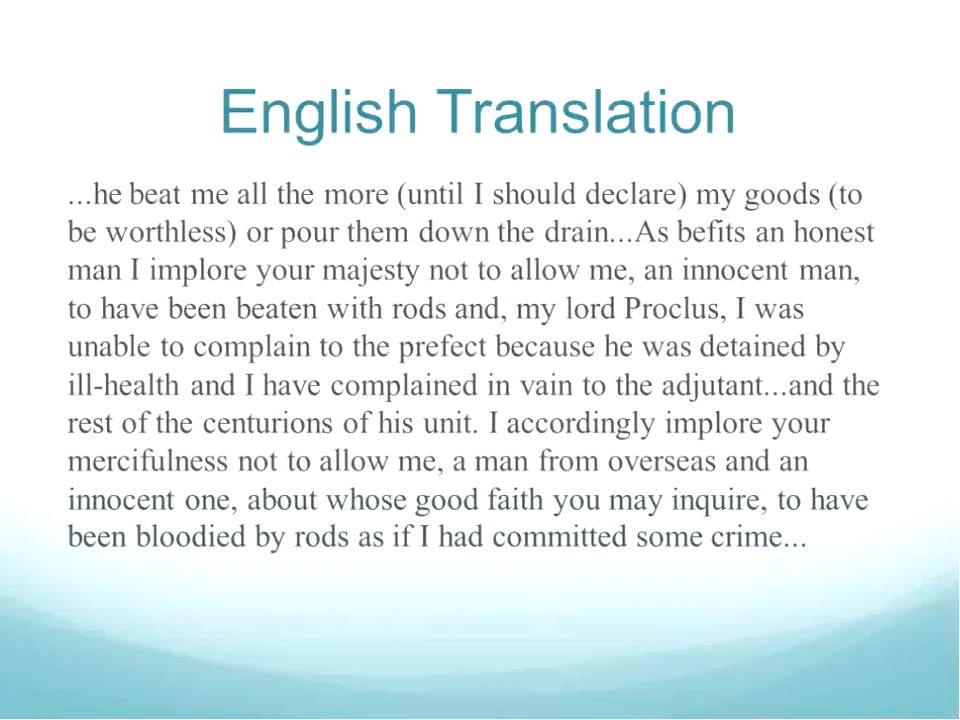 English Translation
...he beat me all the more (until I should declare) my goods (to
be worthless) or pour them down the drain...As befits an honest
man I implore your majesty not to allow me, an innocent man,
to have been beaten with rods and, my lord Proclus, I was
unable to complain to the prefect because he was detained by
ill-health and I have complained in vain to the adjutant...and the
rest of the centurions of his unit. I accordingly implore your
mercifulness not to allow me, a man from overseas and an
innocent one, about whose good faith you may inquire, to have
been bloodied by rods as if I had committed some crime...